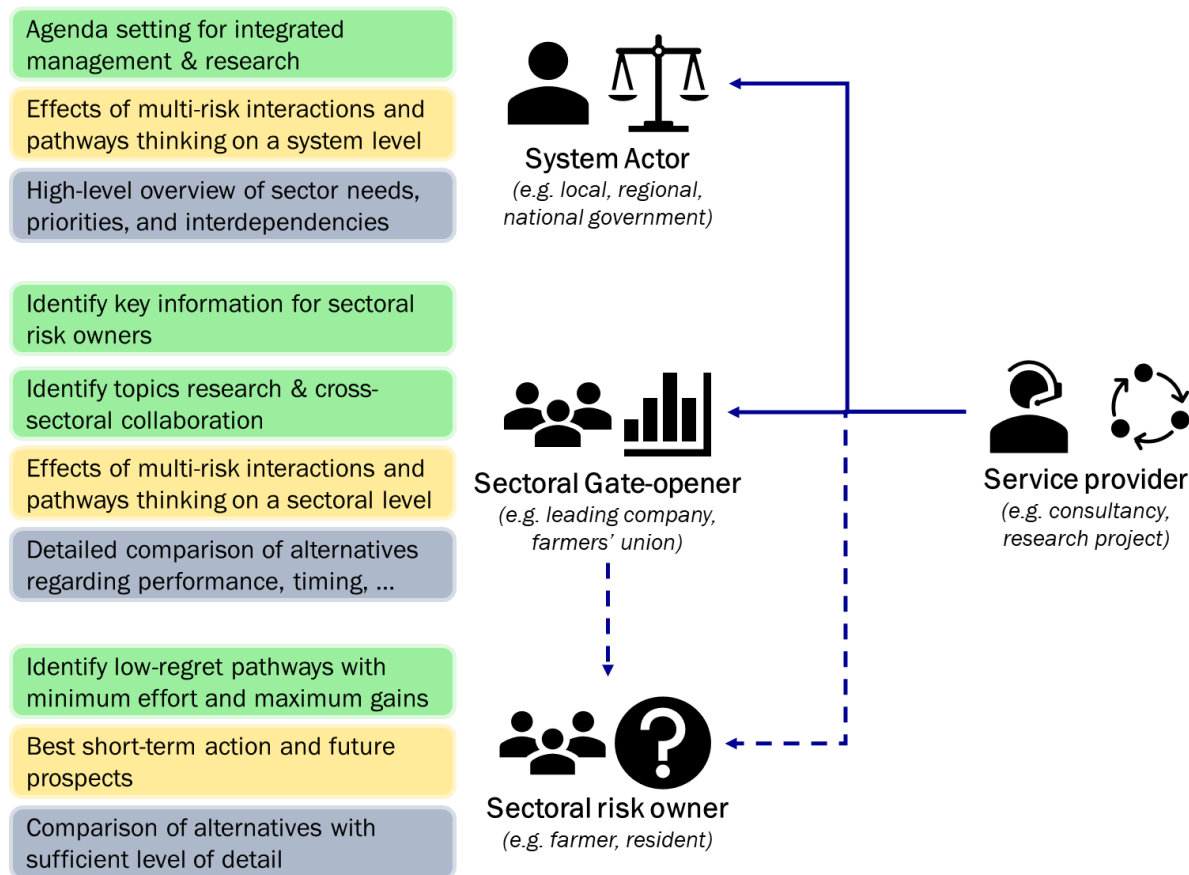 Agenda setting for integrated
management & research
Effects of multi-risk interactions and
pathways thinking on a system level
High-level overview of sector needs,
priorities, and interdependencies
System Actor
(e.g. local, regional,
national government)
Identify key information for sectoral
risk owners
Identify topics research & cross-
sectoral collaboration
Effects of multi-risk interactions and
pathways thinking on a sectoral level
Detailed comparison of alternatives
regarding performance, timing, ...
Sectoral Gate-opener
(e.g. leading company,
farmers’ union)
Service provider
(e.g. consultancy,
research project)
Identify low-regret pathways with
minimum effort and maximum gains
Best short-term action and future
prospects
Comparison of alternatives with
sufficient level of detail
?
Sectoral risk owner
(e.g. farmer, resident)